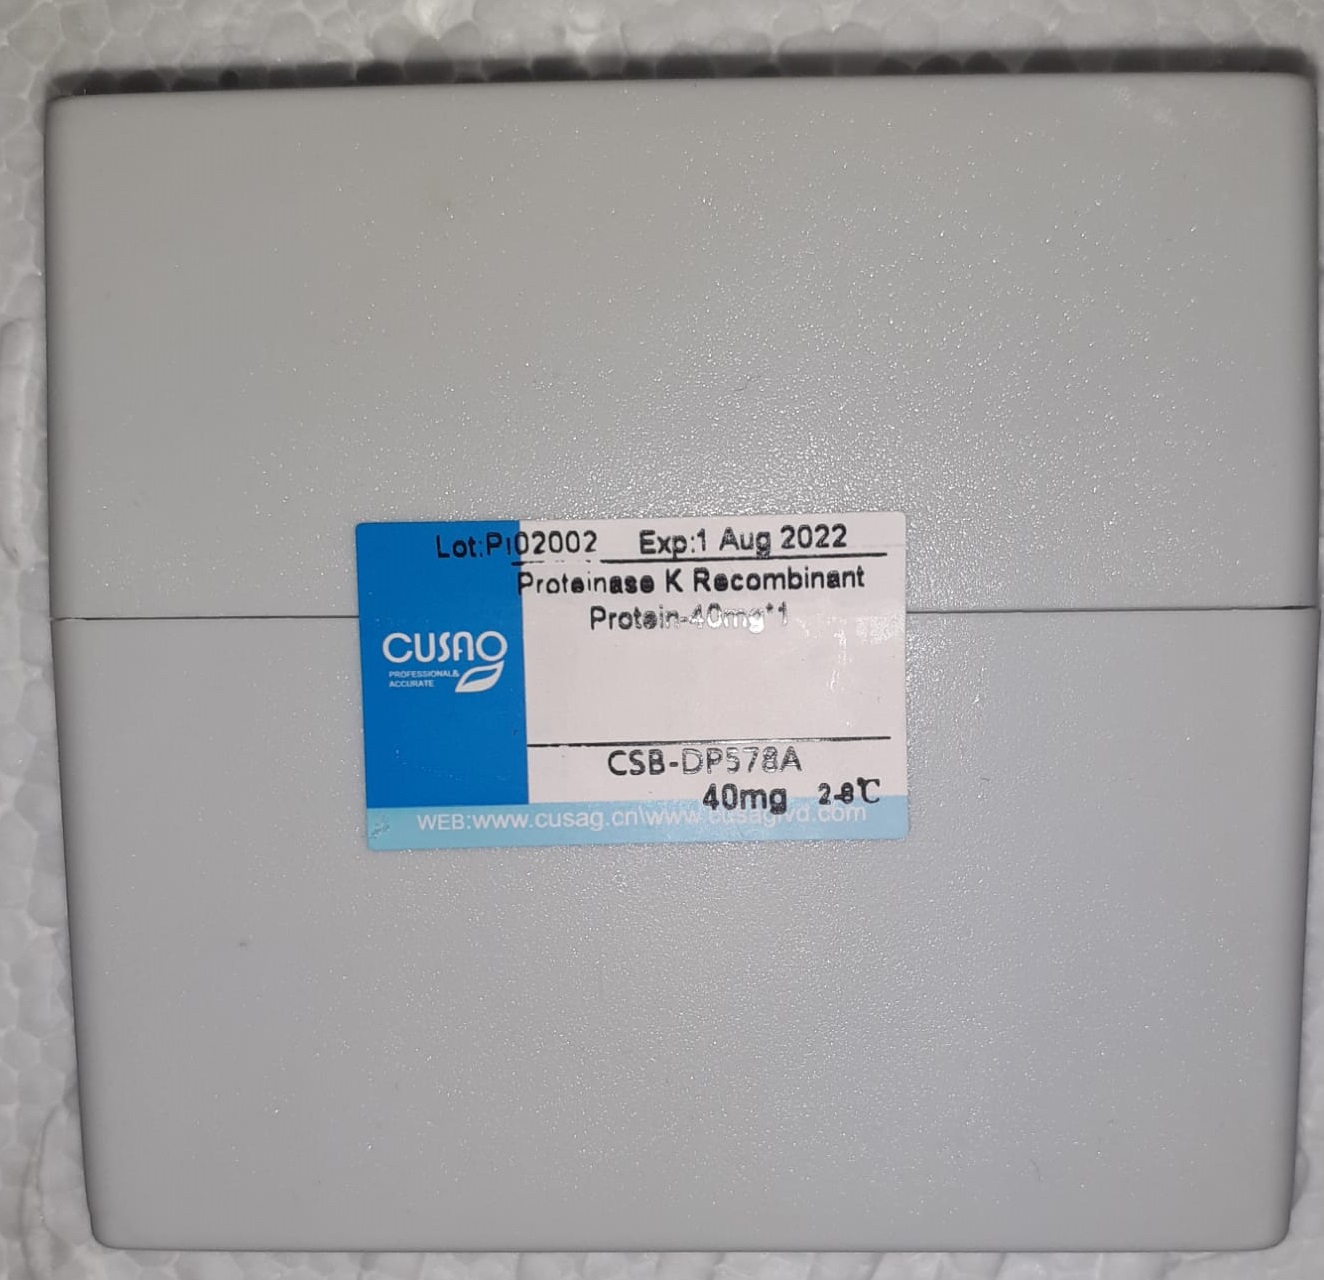 Lot:P102002 Exp:1 Aug 2022
Proteinase K Recombinant
Protein-40mg*1
CUSAG
PROFESSIONAL&
ACCURATE
CSB-DP578A
40mg 2-8℃
WEB:www.cusag.cn\www.cusagivd.com